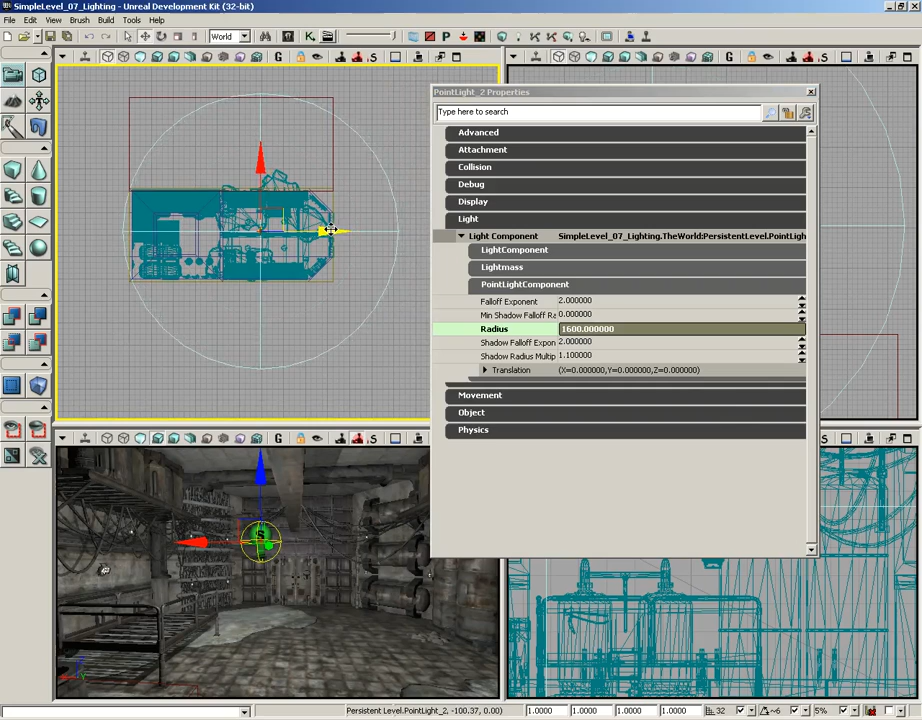 SimpleLevel_07_Lighting - Unreal Development Kit (32-bit)
File Edit View Brush Build Tools Help
World
PointLight_2 Properties
Type here to search
Advanced
Attachment
Collision
Debug
Display
Light
Light Component SimpleLevel_07_Lighting.TheWorld:PersistentLevel.PointLigh
LightComponent
Lightmass
PointLightComponent
Falloff Exponent 2.000000
Min Shadow Falloff Ra 0.000000
Radius 1600.000000
Shadow Falloff Expon 2.000000
Shadow Radius Multip 1.100000
Translation (X=0.000000,Y=0.000000,Z=0.000000)
Movement
Object
Physics
Persistent Level.PointLight_2, -100.37, 0.00) 1.0000 1.0000 1.0000 1.0000 32 ~6 5%